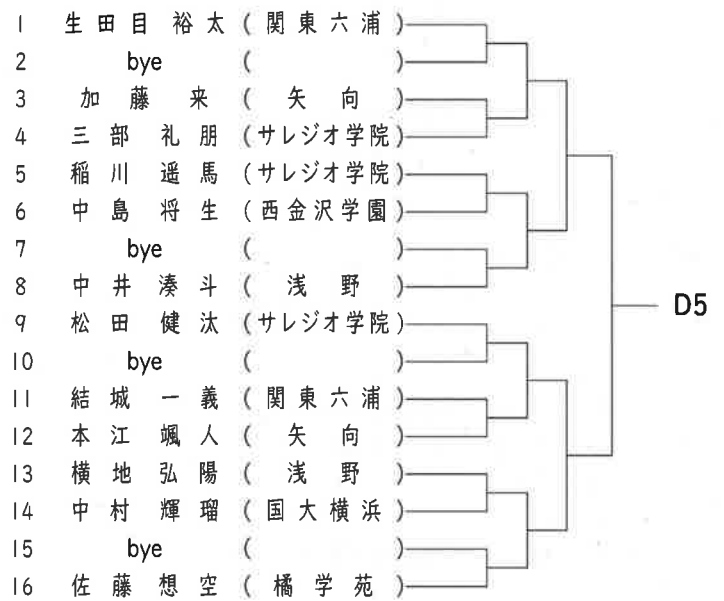 1 生田目 裕太 (関東六浦)
2 bye ( )
3 加藤 来 (矢向)
4 三部 礼朋 (サレジオ学院)
5 稲川 遥馬 (サレジオ学院)
6 中島 将生 (西金沢学園)
7 bye ( )
8 中井 湊斗 (浅野)
9 松田 健汰 (サレジオ学院)
10 bye ( )
11 結城 一義 (関東六浦)
12 本江 颯人 (矢向)
13 横地 弘陽 (浅野)
14 中村 輝瑠 (国大横浜)
15 bye ( )
16 佐藤 想空 (橘学苑)
D5